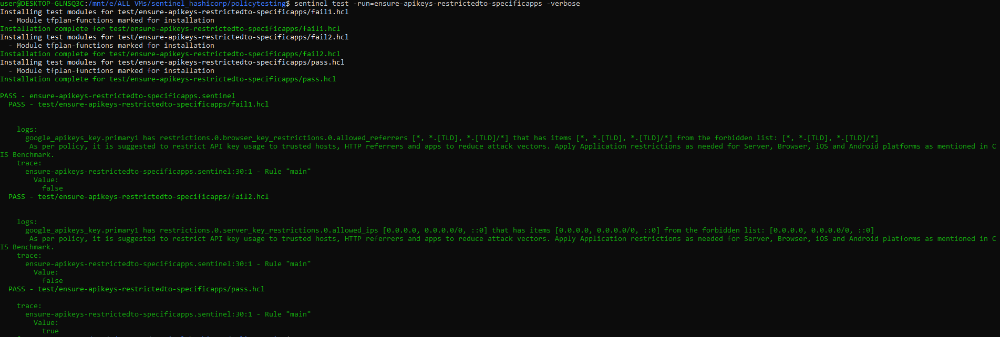 user@DESKTOP-GLNSQ3C:/mnt/e/ALL VMs/sentinel_hashicorp/policytesting$ sentinel test -run=ensure-apikeys-restrictedto-specificapps -verbose
Installing test modules for test/ensure-apikeys-restrictedto-specificapps/fail1.hcl
  - Module tfplan-functions marked for installation
Installation complete for test/ensure-apikeys-restrictedto-specificapps/fail1.hcl
Installing test modules for test/ensure-apikeys-restrictedto-specificapps/fail2.hcl
  - Module tfplan-functions marked for installation
Installation complete for test/ensure-apikeys-restrictedto-specificapps/fail2.hcl
Installing test modules for test/ensure-apikeys-restrictedto-specificapps/pass.hcl
  - Module tfplan-functions marked for installation
Installation complete for test/ensure-apikeys-restrictedto-specificapps/pass.hcl
PASS - ensure-apikeys-restrictedto-specificapps.sentinel
  PASS - test/ensure-apikeys-restrictedto-specificapps/fail1.hcl
    logs:
      google_apikeys_key.primary1 has restrictions.0.browser_key_restrictions.0.allowed_referrers [*, *.[TLD], *.[TLD]/*] that has items [*, *.[TLD], *.[TLD]/*] from the forbidden list: [*, *.[TLD], *.[TLD]/*]
       As per policy, it is suggested to restrict API key usage to trusted hosts, HTTP referrers and apps to reduce attack vectors. Apply Application restrictions as needed for Server, Browser, iOS and Android platforms as mentioned in C
IS Benchmark.
    trace:
      ensure-apikeys-restrictedto-specificapps.sentinel:30:1 - Rule "main"
        Value:
          false
  PASS - test/ensure-apikeys-restrictedto-specificapps/fail2.hcl
    logs:
      google_apikeys_key.primary1 has restrictions.0.server_key_restrictions.0.allowed_ips [0.0.0.0, 0.0.0.0/0, ::0] that has items [0.0.0.0, 0.0.0.0/0, ::0] from the forbidden list: [0.0.0.0, 0.0.0.0/0, ::0]
       As per policy, it is suggested to restrict API key usage to trusted hosts, HTTP referrers and apps to reduce attack vectors. Apply Application restrictions as needed for Server, Browser, iOS and Android platforms as mentioned in C
IS Benchmark.
    trace:
      ensure-apikeys-restrictedto-specificapps.sentinel:30:1 - Rule "main"
        Value:
          false
  PASS - test/ensure-apikeys-restrictedto-specificapps/pass.hcl
    trace:
      ensure-apikeys-restrictedto-specificapps.sentinel:30:1 - Rule "main"
        Value:
          true